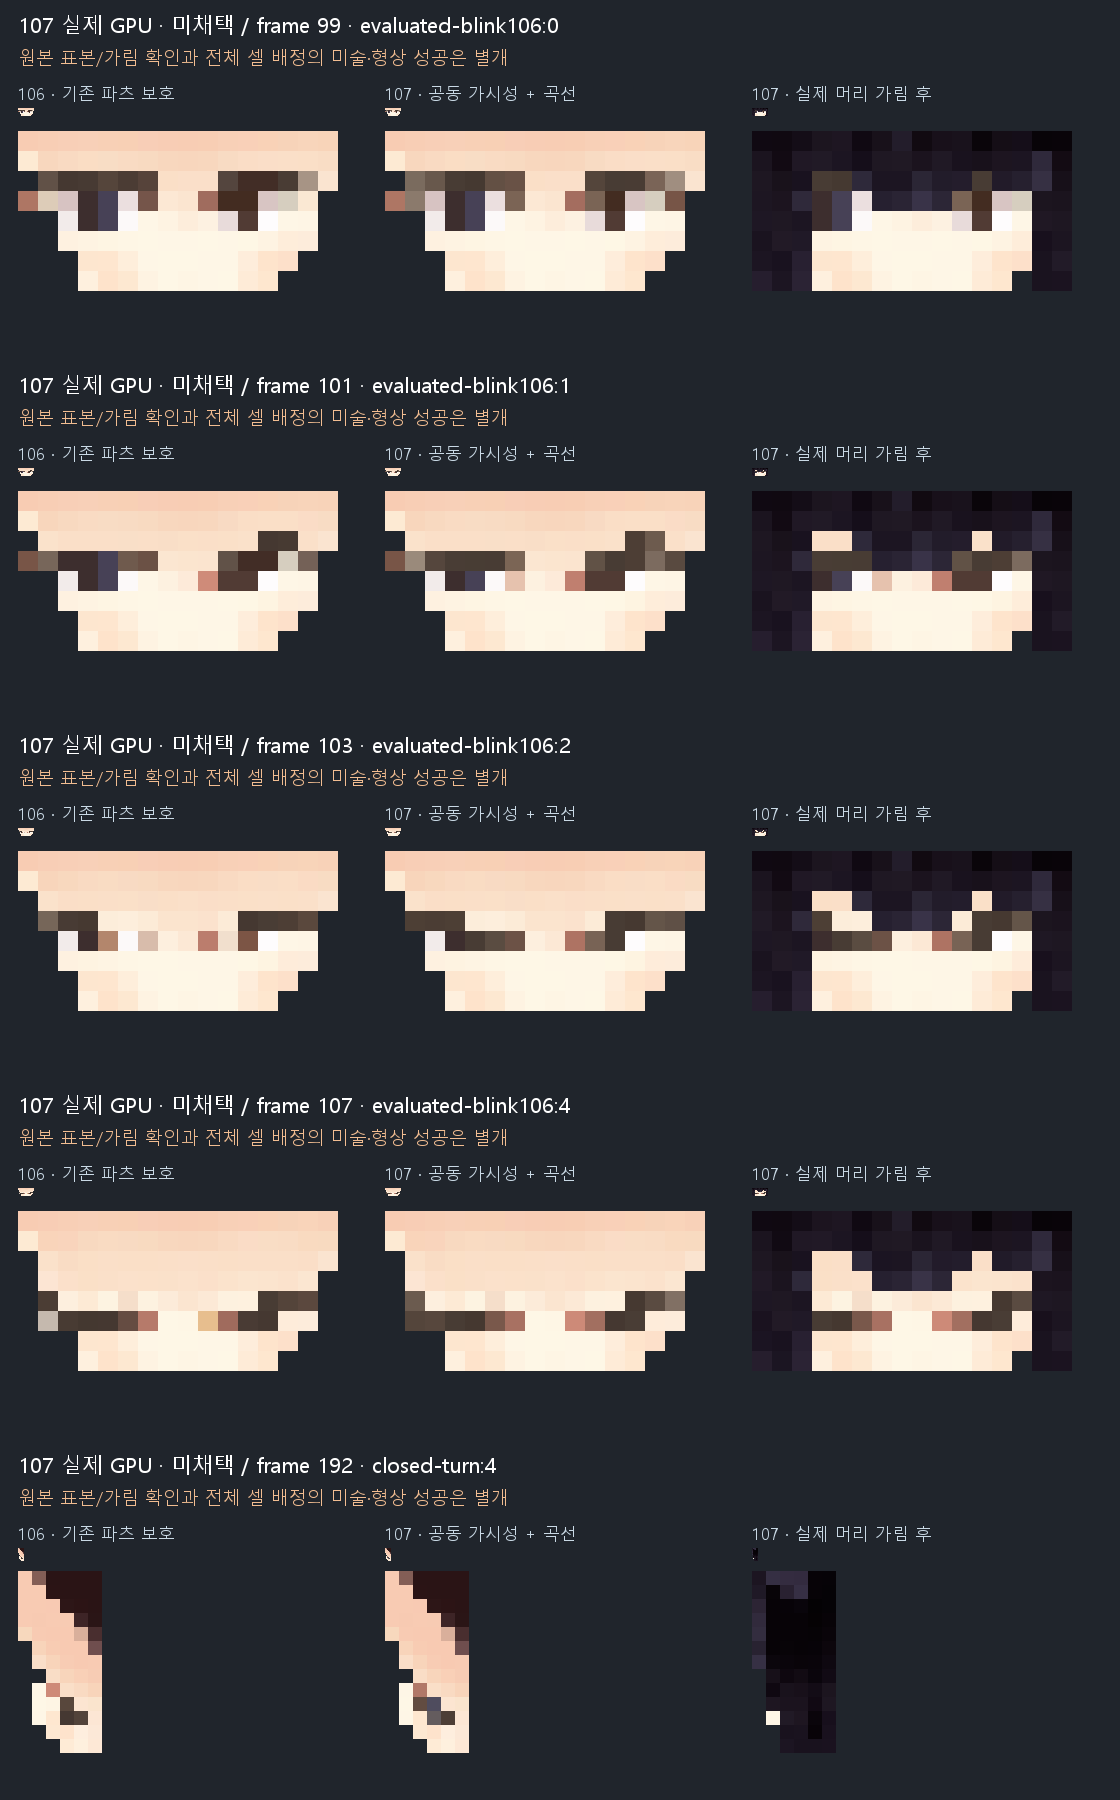 107 실제 GPU · 미채택 / frame 99 · evaluated-blink106:0
원본 표본/가림 확인과 전체 셀 배정의 미술·형상 성공은 별개
106 · 기존 파츠 보호
107 · 공동 가시성 + 곡선
107 · 실제 머리 가림 후
107 실제 GPU · 미채택 / frame 101 · evaluated-blink106:1
원본 표본/가림 확인과 전체 셀 배정의 미술·형상 성공은 별개
106 · 기존 파츠 보호
107 · 공동 가시성 + 곡선
107 · 실제 머리 가림 후
107 실제 GPU · 미채택 / frame 103 · evaluated-blink106:2
원본 표본/가림 확인과 전체 셀 배정의 미술·형상 성공은 별개
106 · 기존 파츠 보호
107 · 공동 가시성 + 곡선
107 · 실제 머리 가림 후
107 실제 GPU · 미채택 / frame 107 · evaluated-blink106:4
원본 표본/가림 확인과 전체 셀 배정의 미술·형상 성공은 별개
106 · 기존 파츠 보호
107 · 공동 가시성 + 곡선
107 · 실제 머리 가림 후
107 실제 GPU · 미채택 / frame 192 · closed-turn:4
원본 표본/가림 확인과 전체 셀 배정의 미술·형상 성공은 별개
106 · 기존 파츠 보호
107 · 공동 가시성 + 곡선
107 · 실제 머리 가림 후